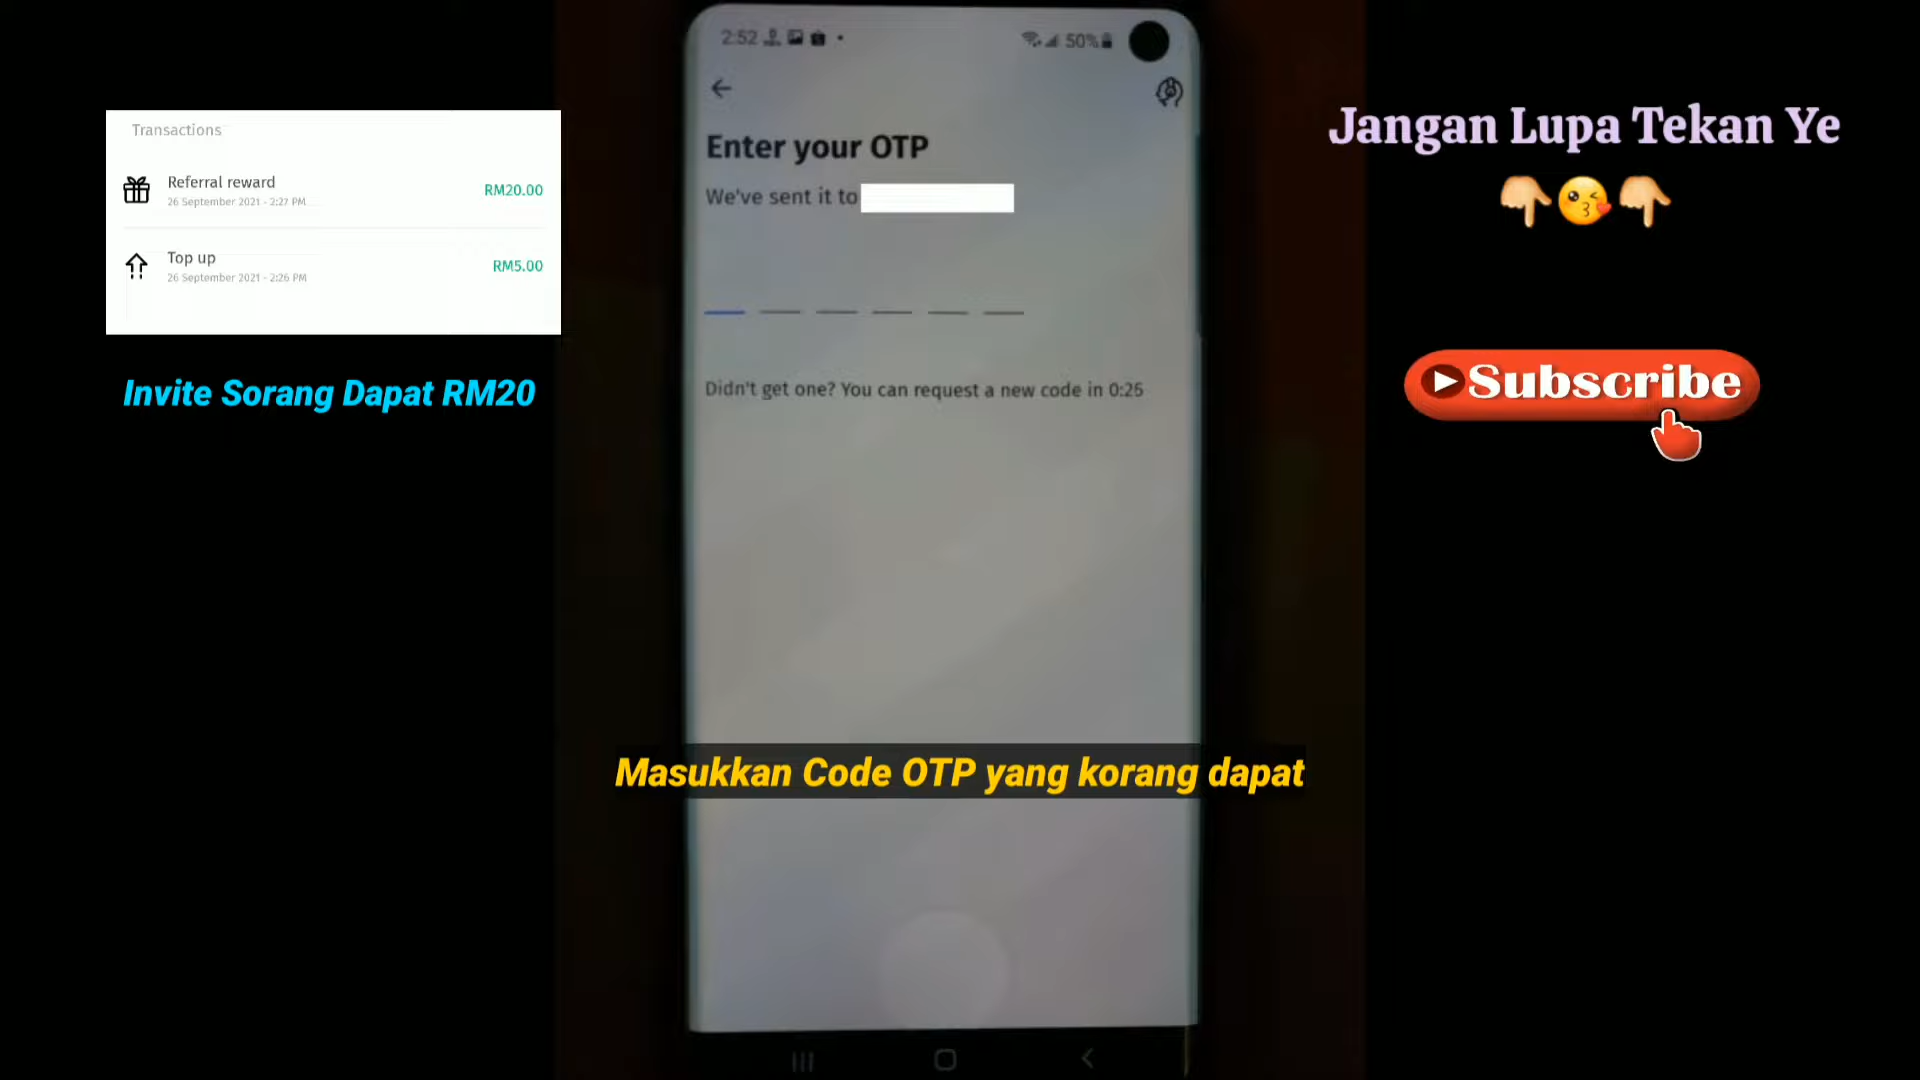 2:52
50%
Enter your OTP
We've sent it to
Didn't get one? You can request a new code in 0:25
Transactions
Referral reward
RM20.00
26 September 2021 - 2:27 PM
Top up
RM5.00
26 September 2021 - 2:26 PM
Invite Sorang Dapat RM20
Jangan Lupa Tekan Ye
Subscribe
Masukkan Code OTP yang korang dapat